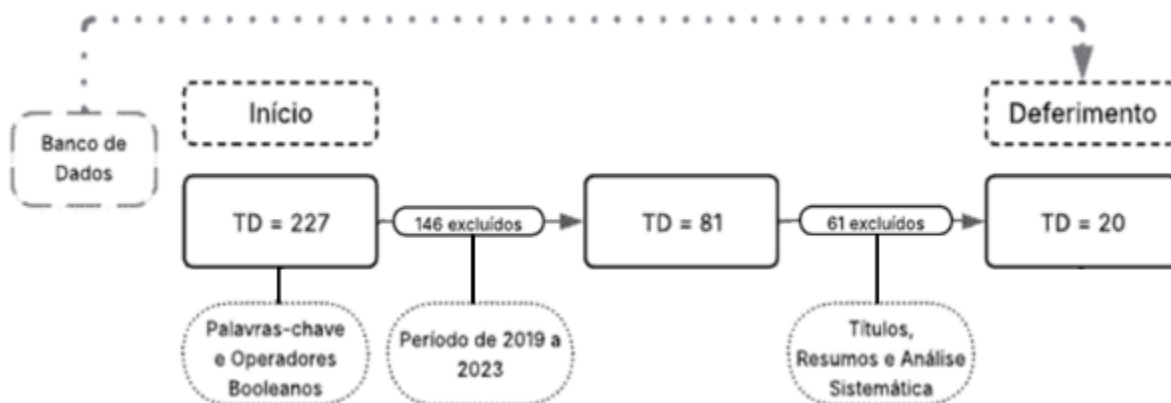 Início
Deferimento
Banco de
Dados
TD = 227
146 excluídos
TD = 81
61 excluídos
TD = 20
Palavras-chave
e Operadores
Booleanos
Período de 2019 a
2023
Títulos,
Resumos e Análise
Sistemática